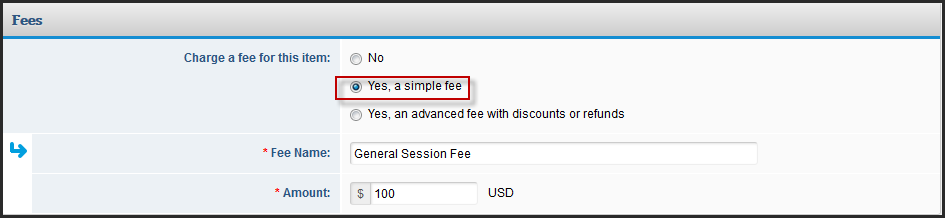 Fees
Charge a fee for this item: No
Yes, a simple fee
Yes, an advanced fee with discounts or refunds
* Fee Name: General Session Fee
* Amount: $ 100 USD